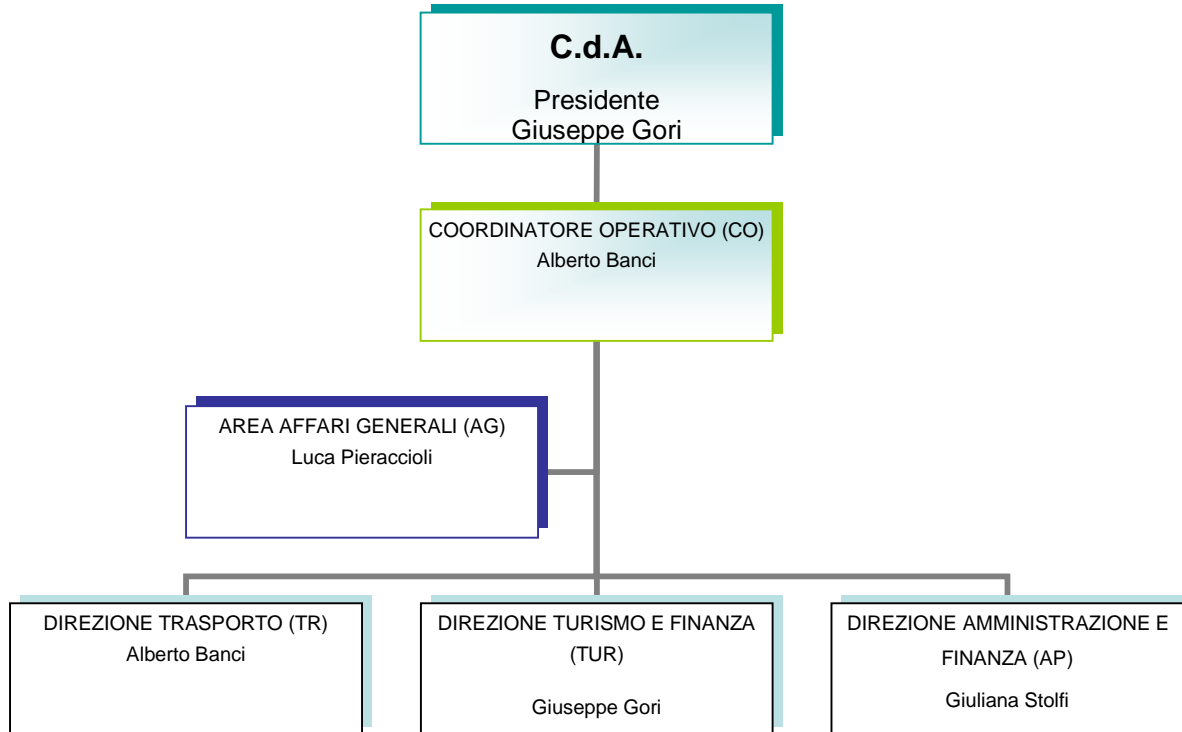 C.d.A.
Presidente
Giuseppe Gori
COORDINATORE OPERATIVO (CO)
Alberto Banci
AREA AFFARI GENERALI (AG)
Luca Pieraccioli
DIREZIONE TRASPORTO (TR)
Alberto Banci
DIREZIONE TURISMO E FINANZA
(TUR)
Giuseppe Gori
DIREZIONE AMMINISTRAZIONE E
FINANZA (AP)
Giuliana Stolfi